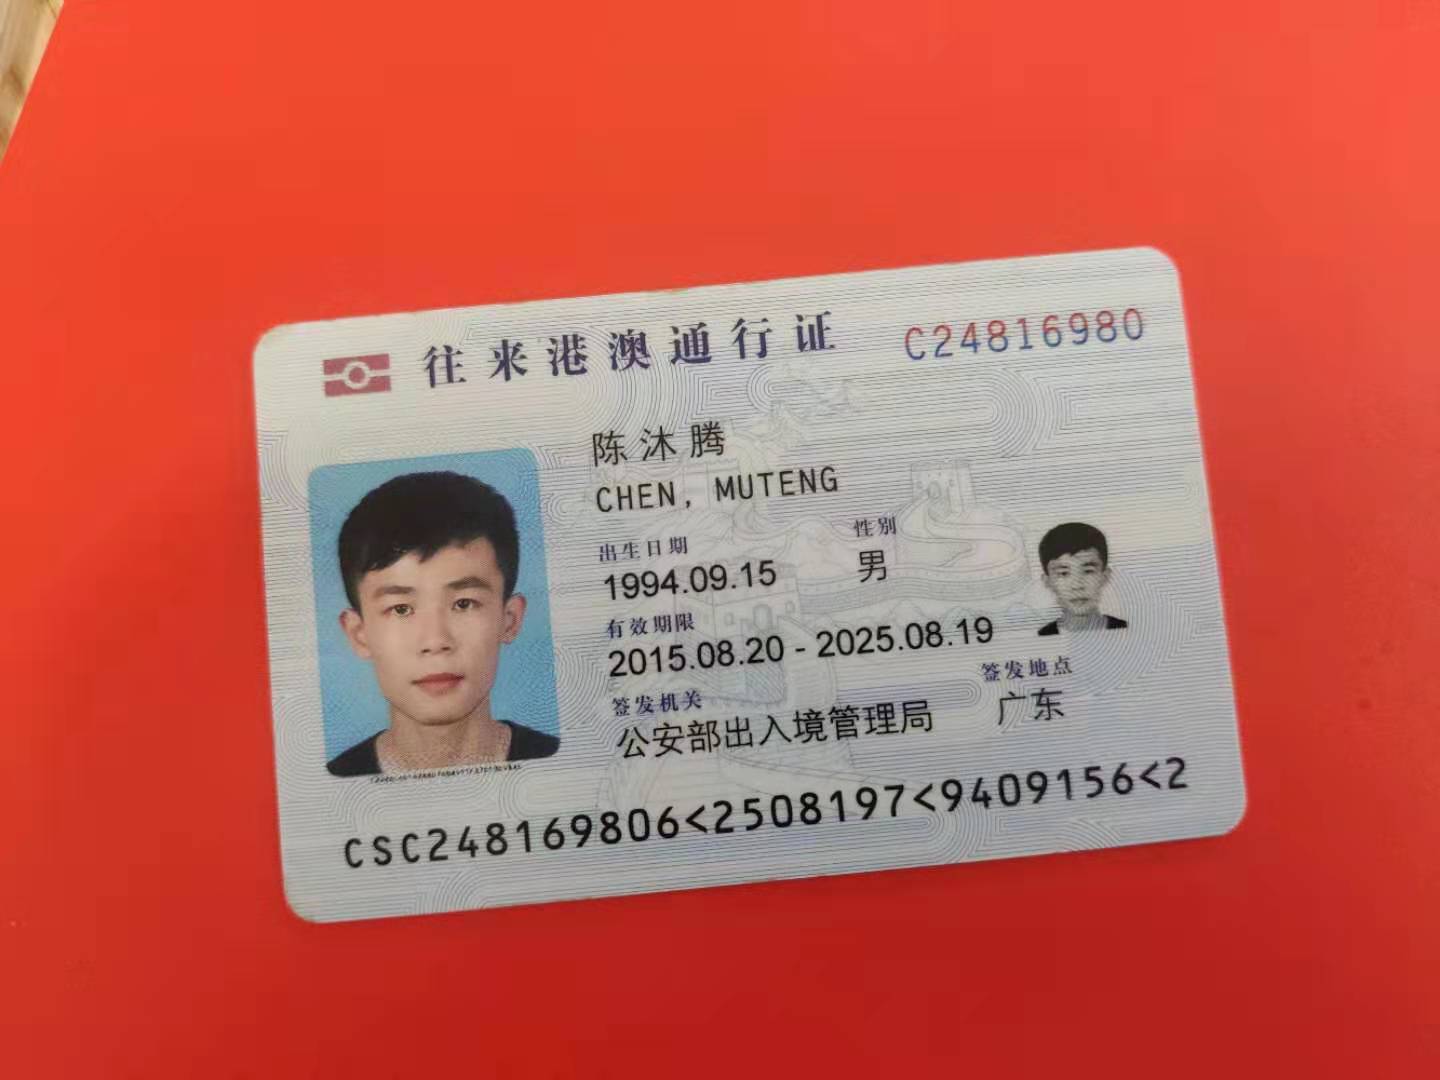 往来港澳通行证 C24816980
陈沐腾
CHEN, MUTENG
出生日期 性别
1994.09.15 男
有效期限
2015.08.20 - 2025.08.19
签发机关 签发地点
公安部出入境管理局 广东
CSC248169806<2508197<9409156<2